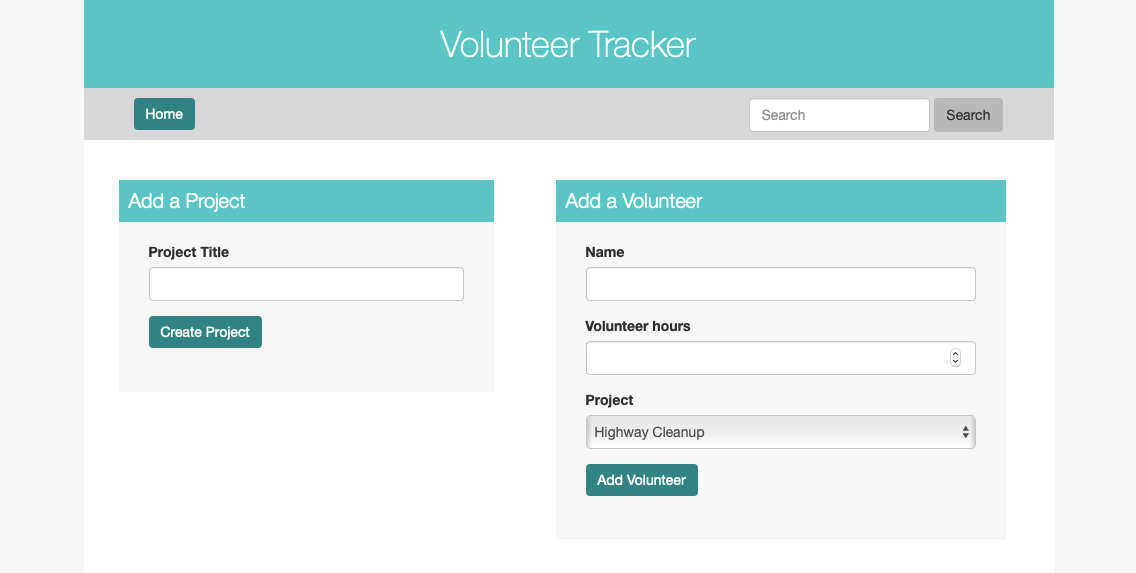 Volunteer Tracker
Home
Search
Search
Add a Project
Project Title
Create Project
Add a Volunteer
Name
Volunteer hours
Project
Highway Cleanup
Add Volunteer